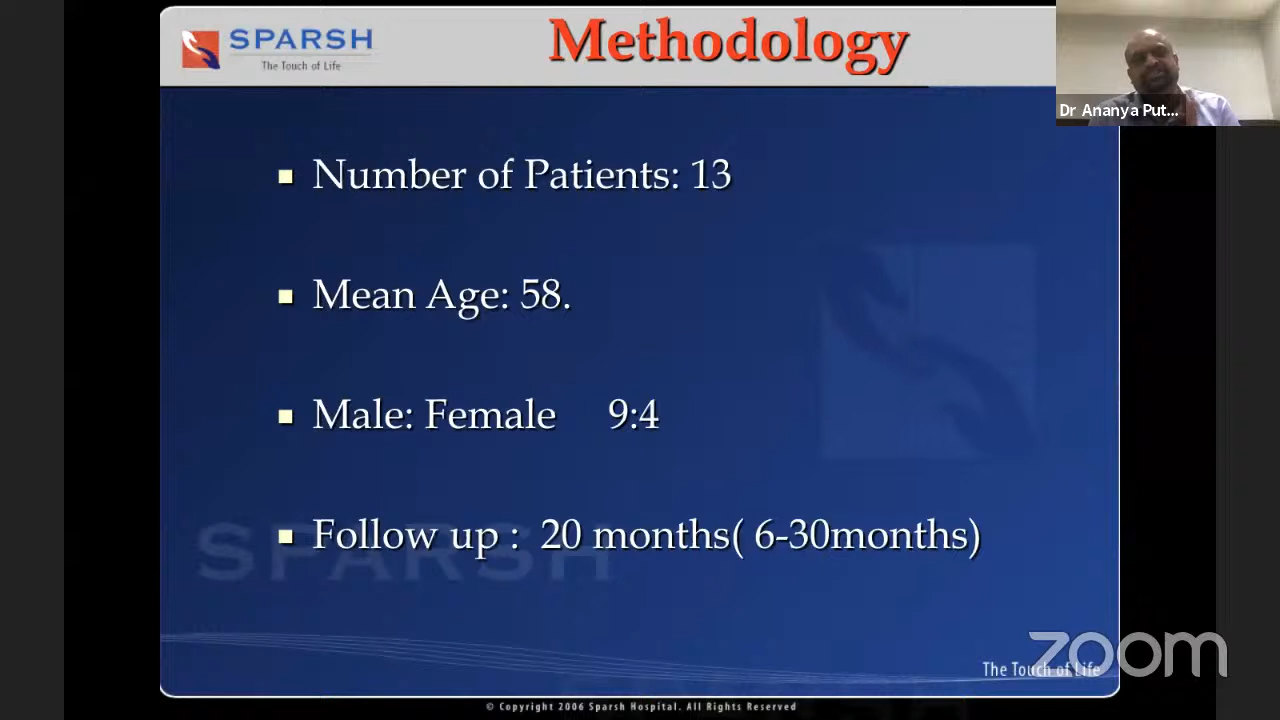 SPARSH
The Touch of Life
Methodology
Dr Ananya Put...
Number of Patients: 13
Mean Age: 58.
Male: Female 9:4
Follow up : 20 months( 6-30months)
SPARSH
zoom
The Touch of Life
© Copyright 2006 Sparsh Hospital. All Rights Reserved